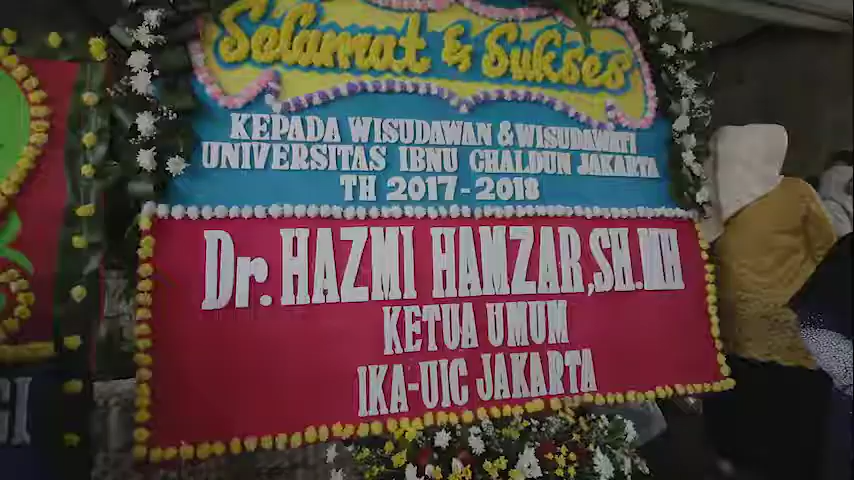 Selamat & Sukses
KEPADA WISUDAWAN & WISUDAWATI
UNIVERSITAS IBNU CHALDUN JAKARTA
TH 2017-2018
Dr. HAZMI HAMZAR, SH. MH
KETUA UMUM
IKA-UIC JAKARTA